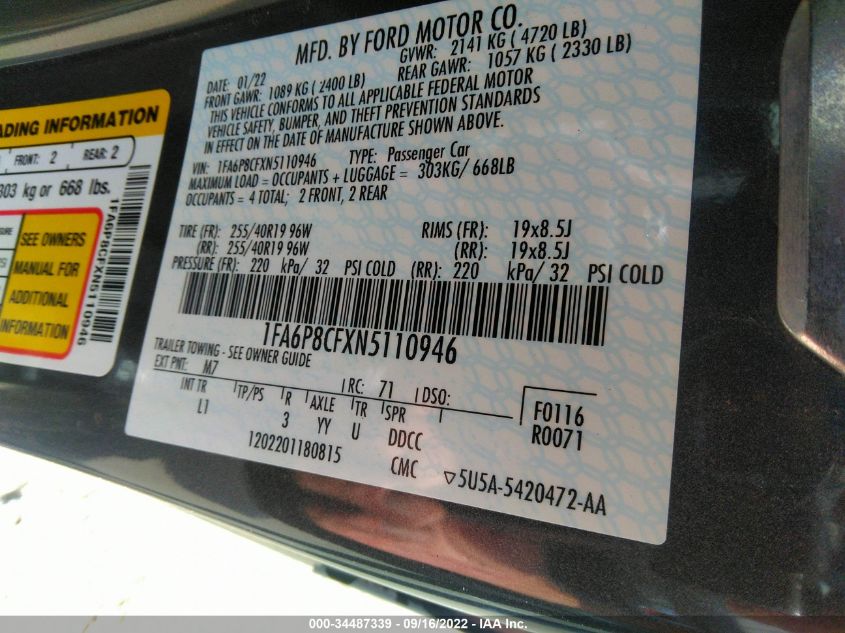 MFD. BY FORD MOTOR CO.
DATE: 01/22
GVWR: 2141 KG ( 4720 LB)
FRONT GAWR: 1089 KG ( 2400 LB)
REAR GAWR: 1057 KG ( 2330 LB)
THIS VEHICLE CONFORMS TO ALL APPLICABLE FEDERAL MOTOR
VEHICLE SAFETY, BUMPER, AND THEFT PREVENTION STANDARDS
IN EFFECT ON THE DATE OF MANUFACTURE SHOWN ABOVE.
VIN: 1FA6P8CFXN5110946 TYPE: Passenger Car
MAXIMUM LOAD = OCCUPANTS + LUGGAGE = 303KG/ 668LB
OCCUPANTS = 4 TOTAL; 2 FRONT, 2 REAR
TIRE (FR): 255/40R19 96W RIMS (FR): 19x8.5J
(RR): 255/40R19 96W (RR): 19x8.5J
PRESSURE (FR): 220 kPa/ 32 PSI COLD (RR): 220 kPa/ 32 PSI COLD
1FA6P8CFXN5110946
TRAILER TOWING - SEE OWNER GUIDE
EXT PNT: M7 RC: 71 DSO:
INT TR TP/PS R AXLE TR SPR
L1 3 YY U DDCC
F0116
R0071
1202201180815 CMC
▽5U5A-5420472-AA
ADING INFORMATION
FRONT: 2 REAR: 2
303 kg or 668 lbs.
SEE OWNERS
MANUAL FOR
ADDITIONAL
INFORMATION
1FA6P8CFXN5110946
000-34487339 - 09/16/2022 - IAA Inc.